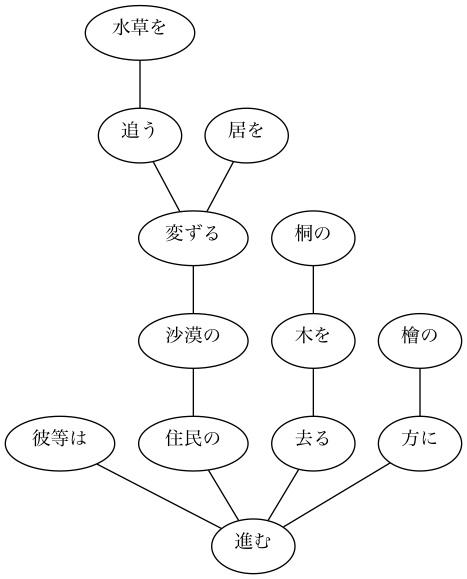 水草を
追う
居を
変ずる
桐の
沙漠の
木を
檜の
彼等は
住民の
去る
方に
進む